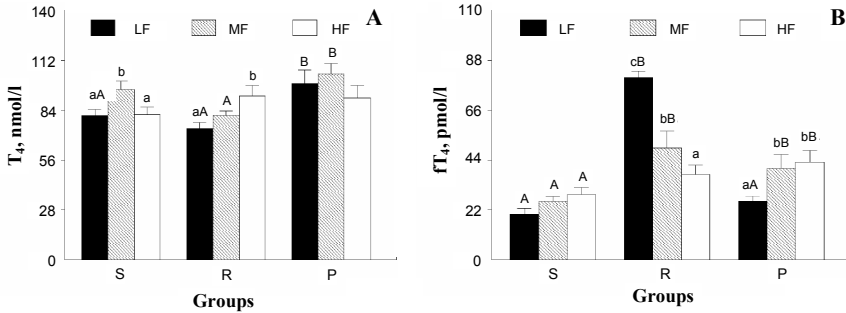 A
LF MF HF
140
112
84
56
28
0
T4, nmol/l
aA b a
aA A b
B B
S R P
Groups
B
LF MF HF
110
88
66
44
22
0
fT4, pmol/l
A A A
cB bB a
aA bB bB
S R P
Groups